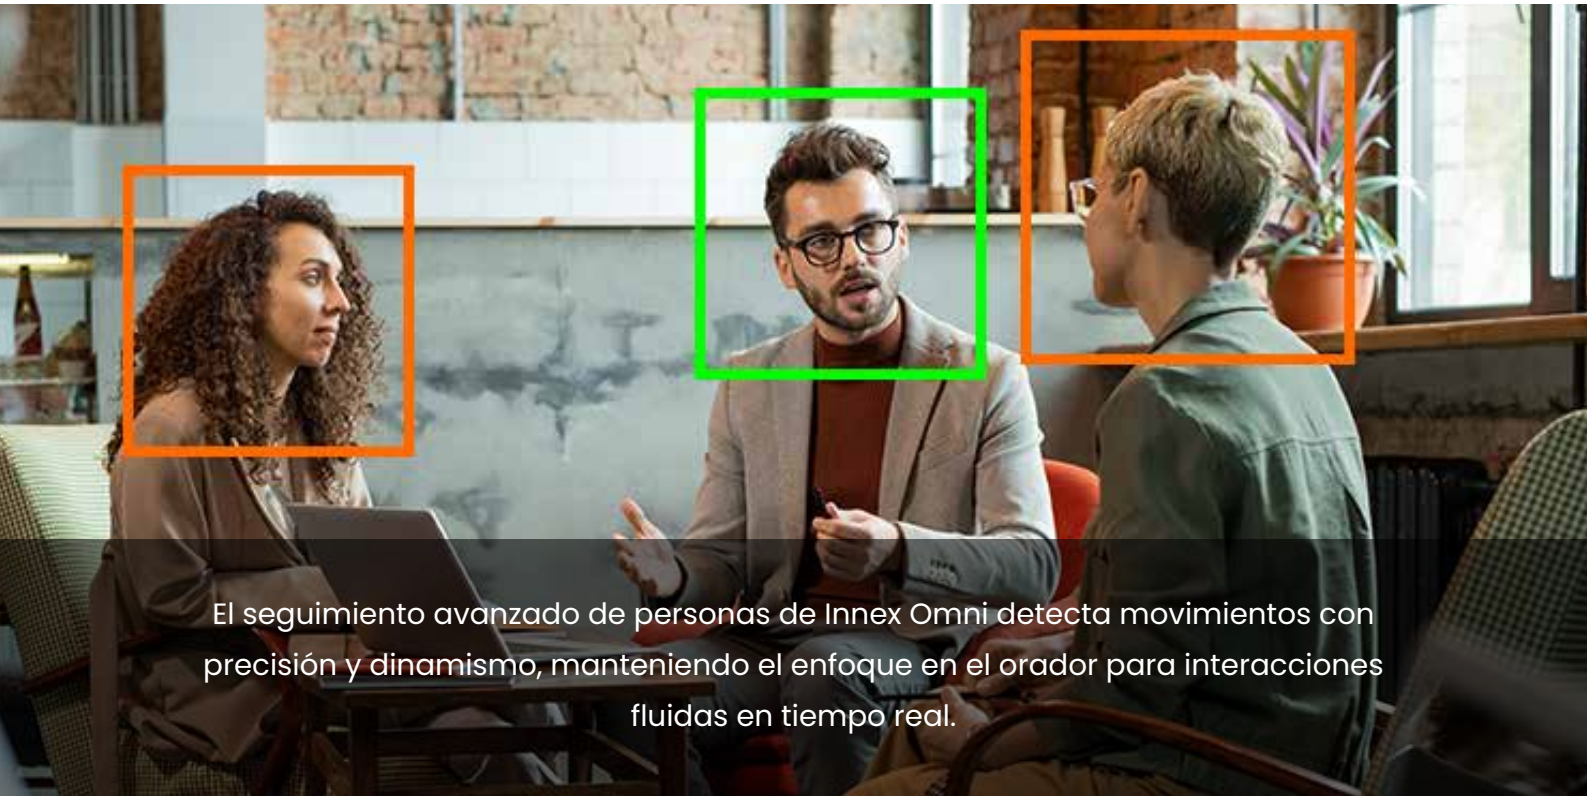 El seguimiento avanzado de personas de Innex Omni detecta movimientos con
precisión y dinamismo, manteniendo el enfoque en el orador para interacciones
fluidas en tiempo real.